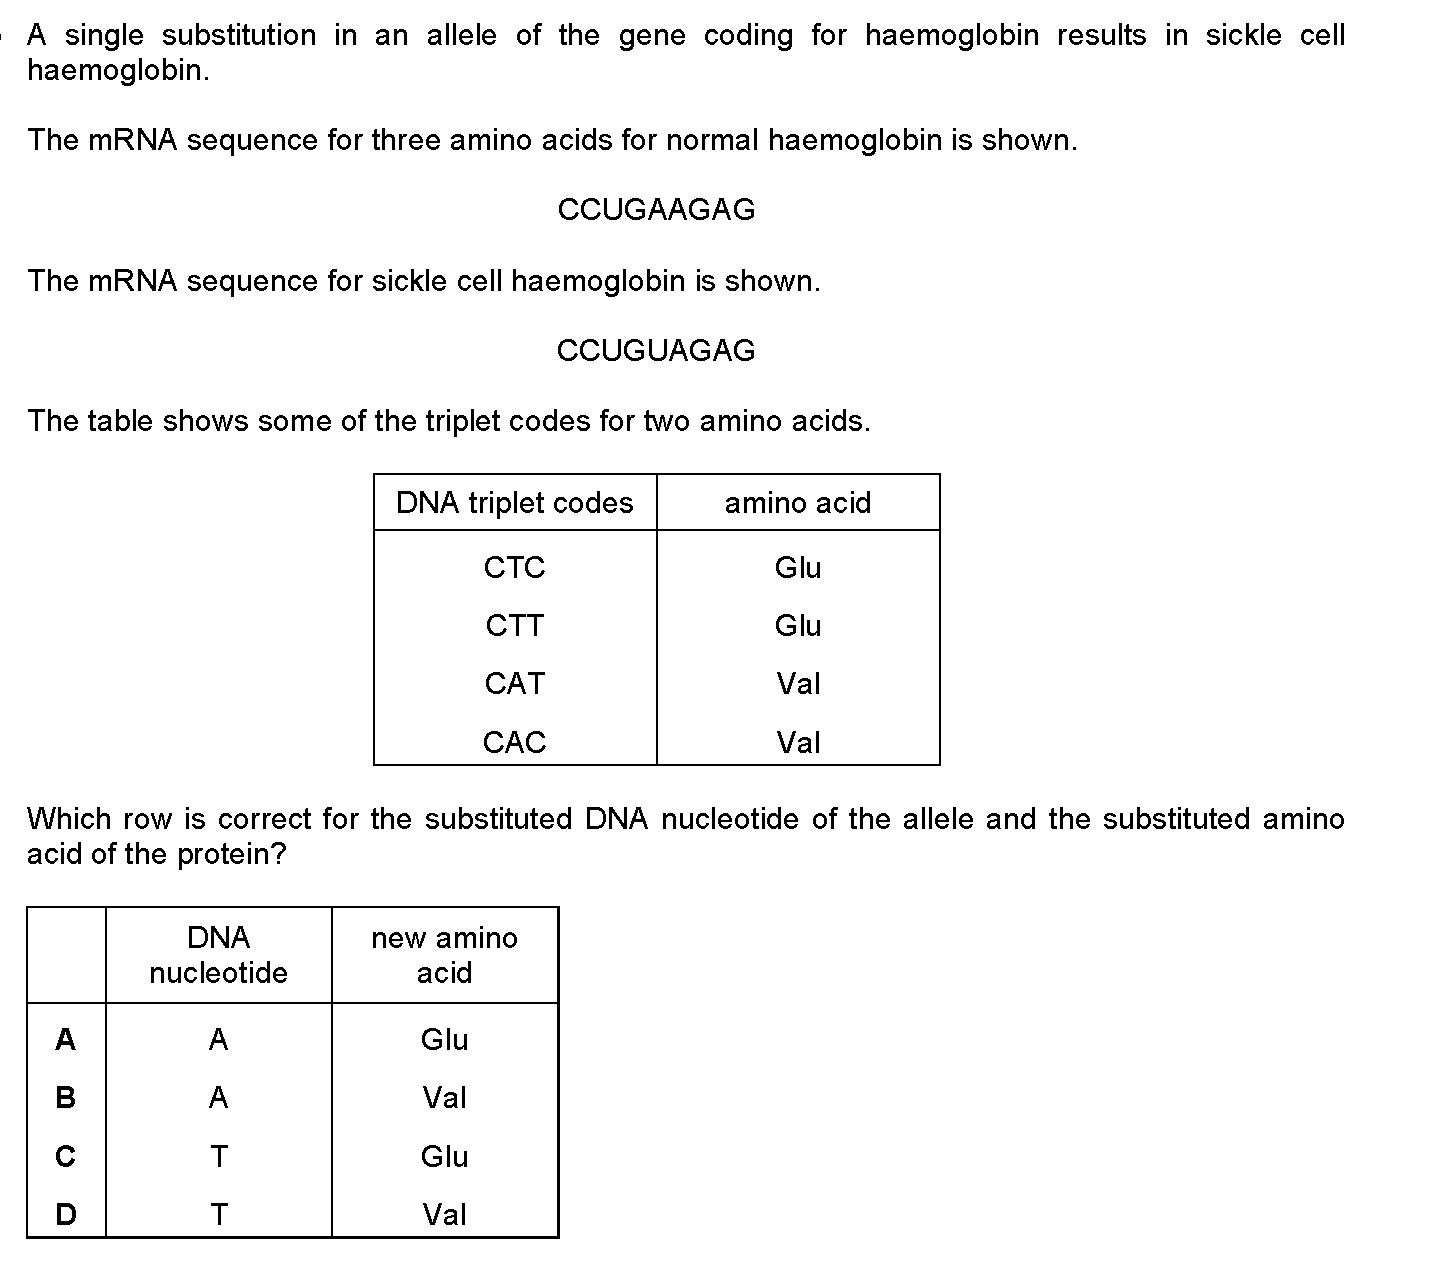 A single substitution in an allele of the gene coding for haemoglobin results in sickle cell
haemoglobin.
The mRNA sequence for three amino acids for normal haemoglobin is shown.
CCUGAAGAG
The mRNA sequence for sickle cell haemoglobin is shown.
CCUGUAGAG
The table shows some of the triplet codes for two amino acids.
DNA triplet codes amino acid
CTC Glu
CTT Glu
CAT Val
CAC Val
Which row is correct for the substituted DNA nucleotide of the allele and the substituted amino
acid of the protein?
DNA new amino
nucleotide acid
A A Glu
B A Val
C T Glu
D T Val